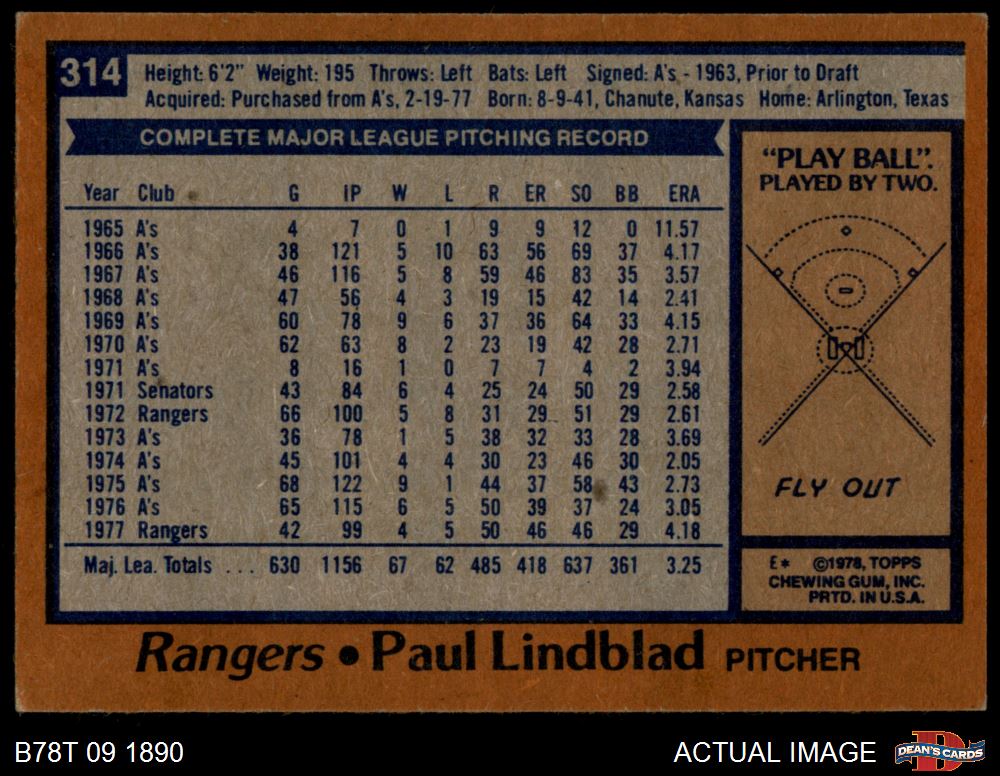 314
Height: 6'2" Weight: 195 Throws: Left Bats: Left Signed: A's - 1963, Prior to Draft
Acquired: Purchased from A's, 2-19-77 Born: 8-9-41, Chanute, Kansas Home: Arlington, Texas
COMPLETE MAJOR LEAGUE PITCHING RECORD
Year Club G IP W L R ER SO BB ERA
1965 A's 4 7 0 1 9 9 12 0 11.57
1966 A's 38 121 5 10 63 56 69 37 4.17
1967 A's 46 116 5 8 59 46 83 35 3.57
1968 A's 47 56 4 3 19 15 42 14 2.41
1969 A's 60 78 9 6 37 36 64 33 4.15
1970 A's 62 63 8 2 23 19 42 28 2.71
1971 A's 8 16 1 0 7 7 4 2 3.94
1971 Senators 43 84 6 4 25 24 50 29 2.58
1972 Rangers 66 100 5 8 31 29 51 29 2.61
1973 A's 36 78 1 5 38 32 33 28 3.69
1974 A's 45 101 4 4 30 23 46 30 2.05
1975 A's 68 122 9 1 44 37 58 43 2.73
1976 A's 65 115 6 5 50 39 37 24 3.05
1977 Rangers 42 99 4 5 50 46 46 29 4.18
Maj. Lea. Totals ... 630 1156 67 62 485 418 637 361 3.25
"PLAY BALL".
PLAYED BY TWO.
FLY OUT
E* ©1978, TOPPS
CHEWING GUM, INC.
PRTD. IN U.S.A.
Rangers • Paul Lindblad PITCHER
B78T 09 1890
ACTUAL IMAGE
D
DEAN'S CARDS